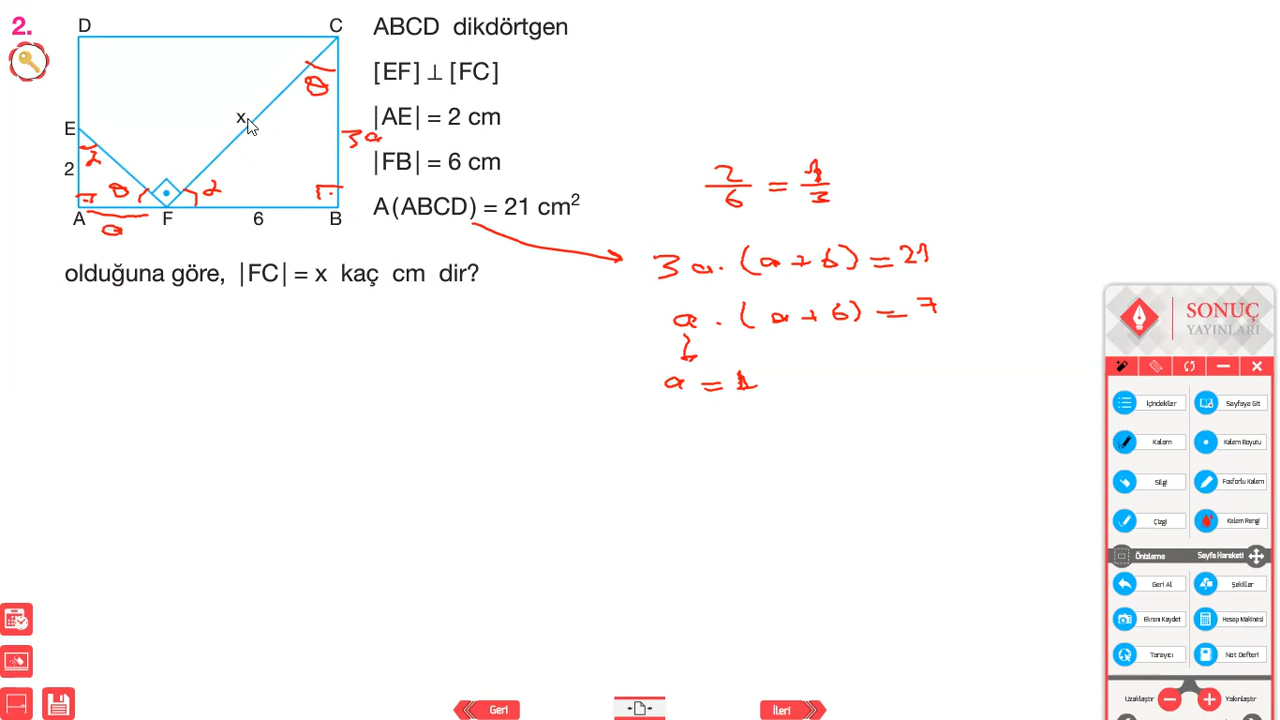 2.
D
C
ABCD dikdörtgen
[EF] ⊥ [FC]
|AE| = 2 cm
|FB| = 6 cm
A(ABCD) = 21 cm²
θ
x
E
2
3a
2
θ
2
A
F
6
B
a
olduğuna göre, |FC| = x kaç cm dir?
2/6 = 1/3
3a·(a+6)=21
a·(a+6)=7
a = 1
SONUÇ
YAYINLARI
İçindekiler
Sayfaya Git
Kalem
Kalem Boyutu
Silgi
Fosforlu Kalem
Çizgi
Kalem Rengi
Önizleme
Sayfa Hareketi
Geri Al
Şekiller
Ekranı Kaydet
Hesap Makinesi
Tarayıcı
Not Defteri
Uzaklaştır
Yakınlaştır
Geri
İleri